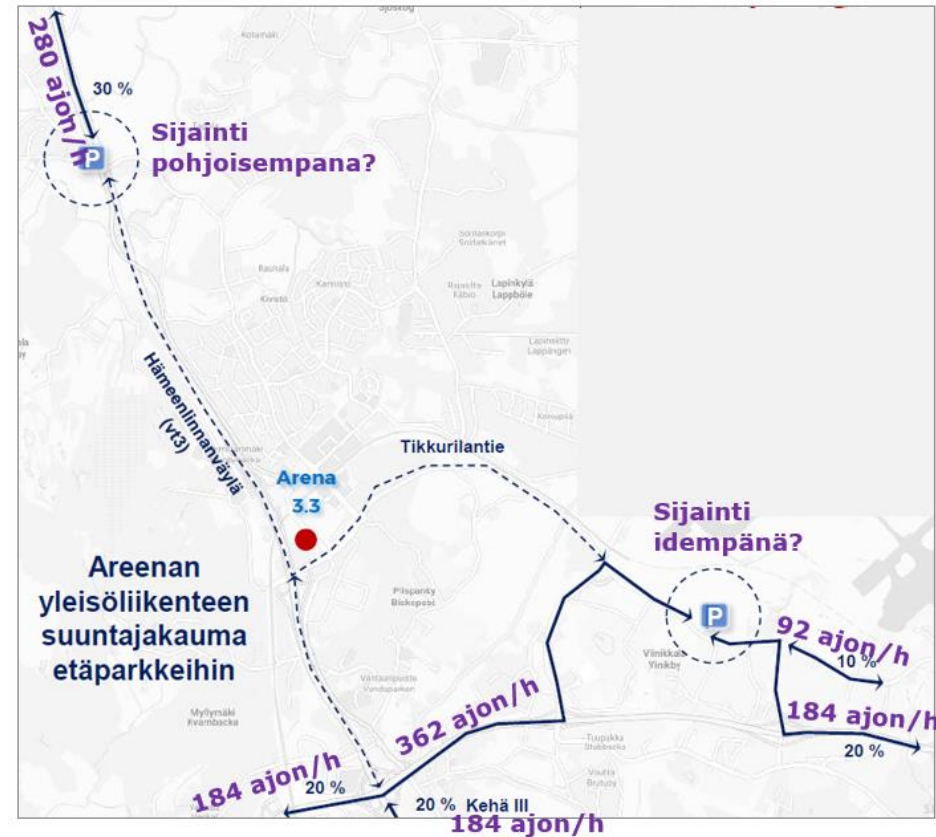 Kotamäki
280 ajon/h
30 %
P
Sijainti
pohjoisempana?
Lapinkylä
Lappböle
Rauhala
Kannisto
Kivistö
Hämeenlinnanväylä
(vt3)
Tikkurilantie
Arena
3.3
Sijainti
idempänä?
Areenan
yleisöliikenteen
suuntajakauma
etäparkkeihin
P
Viinikkala
Vinikby
92 ajon/h
10 %
Myllymäki
Kvarnbacka
362 ajon/h
184 ajon/h
20 %
Tuupakka
Stubbacka
184 ajon/h
20 %
20 % Kehä III
184 ajon/h